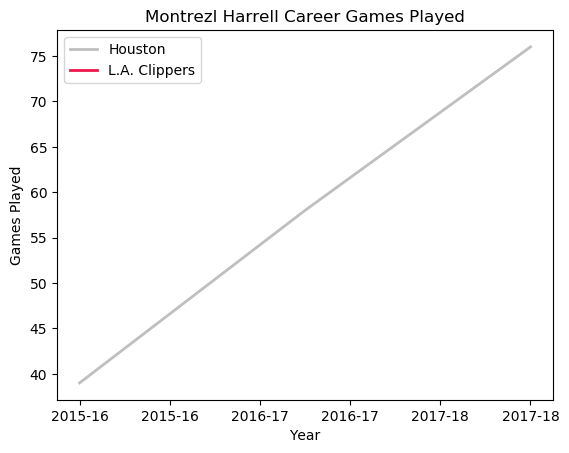 Montrezl Harrell Career Games Played
Houston
L.A. Clippers
75
70
65
60
55
50
45
40
Games Played
2015-16 2015-16 2016-17 2016-17 2017-18 2017-18
Year